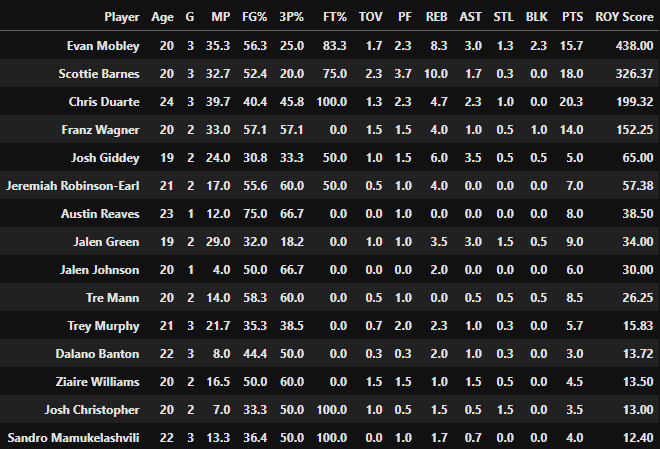 Player Age G MP FG% 3P% FT% TOV PF REB AST STL BLK PTS ROY Score
Evan Mobley 20 3 35.3 56.3 25.0 83.3 1.7 2.3 8.3 3.0 1.3 2.3 15.7 438.00
Scottie Barnes 20 3 32.7 52.4 20.0 75.0 2.3 3.7 10.0 1.7 0.3 0.0 18.0 326.37
Chris Duarte 24 3 39.7 40.4 45.8 100.0 1.3 2.3 4.7 2.3 1.0 0.0 20.3 199.32
Franz Wagner 20 2 33.0 57.1 57.1 0.0 1.5 1.5 4.0 1.0 0.5 1.0 14.0 152.25
Josh Giddey 19 2 24.0 30.8 33.3 50.0 1.0 1.5 6.0 3.5 0.5 0.5 5.0 65.00
Jeremiah Robinson-Earl 21 2 17.0 55.6 60.0 50.0 0.5 1.0 4.0 0.0 0.0 0.0 7.0 57.38
Austin Reaves 23 1 12.0 75.0 66.7 0.0 0.0 1.0 0.0 0.0 0.0 0.0 8.0 38.50
Jalen Green 19 2 29.0 32.0 18.2 0.0 1.0 1.0 3.5 3.0 1.5 0.5 9.0 34.00
Jalen Johnson 20 1 4.0 50.0 66.7 0.0 0.0 0.0 2.0 0.0 0.0 0.0 6.0 30.00
Tre Mann 20 2 14.0 58.3 60.0 0.0 0.5 1.0 0.0 0.5 0.5 0.5 8.5 26.25
Trey Murphy 21 3 21.7 35.3 38.5 0.0 0.7 2.0 2.3 1.0 0.3 0.0 5.7 15.83
Dalano Banton 22 3 8.0 44.4 50.0 0.0 0.3 0.3 2.0 1.0 0.3 0.0 3.0 13.72
Ziaire Williams 20 2 16.5 50.0 60.0 0.0 1.5 1.5 1.0 1.5 0.5 0.0 4.5 13.50
Josh Christopher 20 2 7.0 33.3 50.0 100.0 1.0 0.5 1.5 0.5 1.5 0.0 3.5 13.00
Sandro Mamukelashvili 22 3 13.3 36.4 50.0 100.0 0.0 1.0 1.7 0.7 0.0 0.0 4.0 12.40